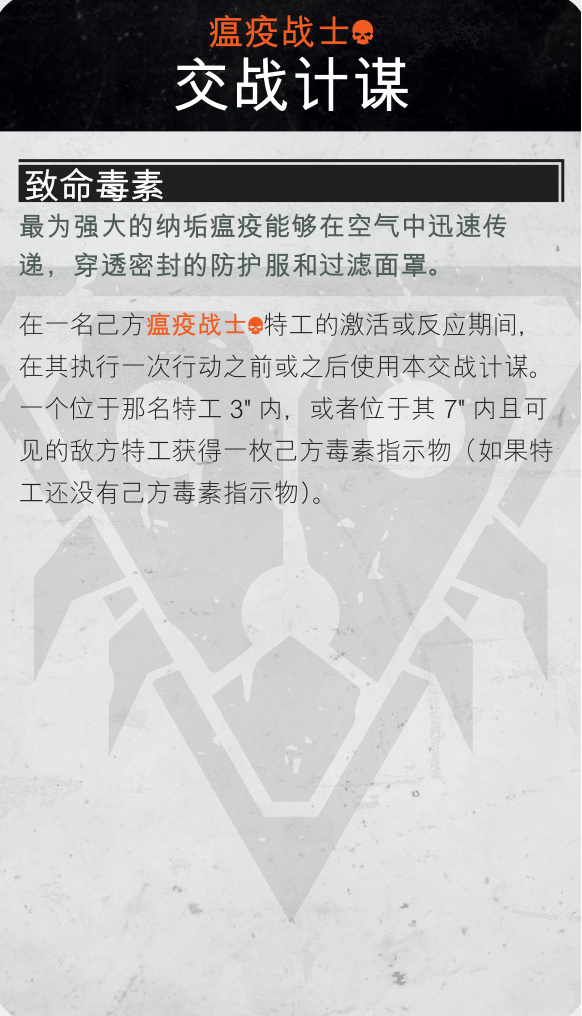 瘟疫战士
交战计谋
致命毒素
最为强大的纳垢瘟疫能够在空气中迅速传
递，穿透密封的防护服和过滤面罩。
在一名己方瘟疫战士特工的激活或反应期间，
在其执行一次行动之前或之后使用本交战计谋。
一个位于那名特工 3" 内，或者位于其 7" 内且可
见的敌方特工获得一枚己方毒素指示物（如果特
工还没有己方毒素指示物）。